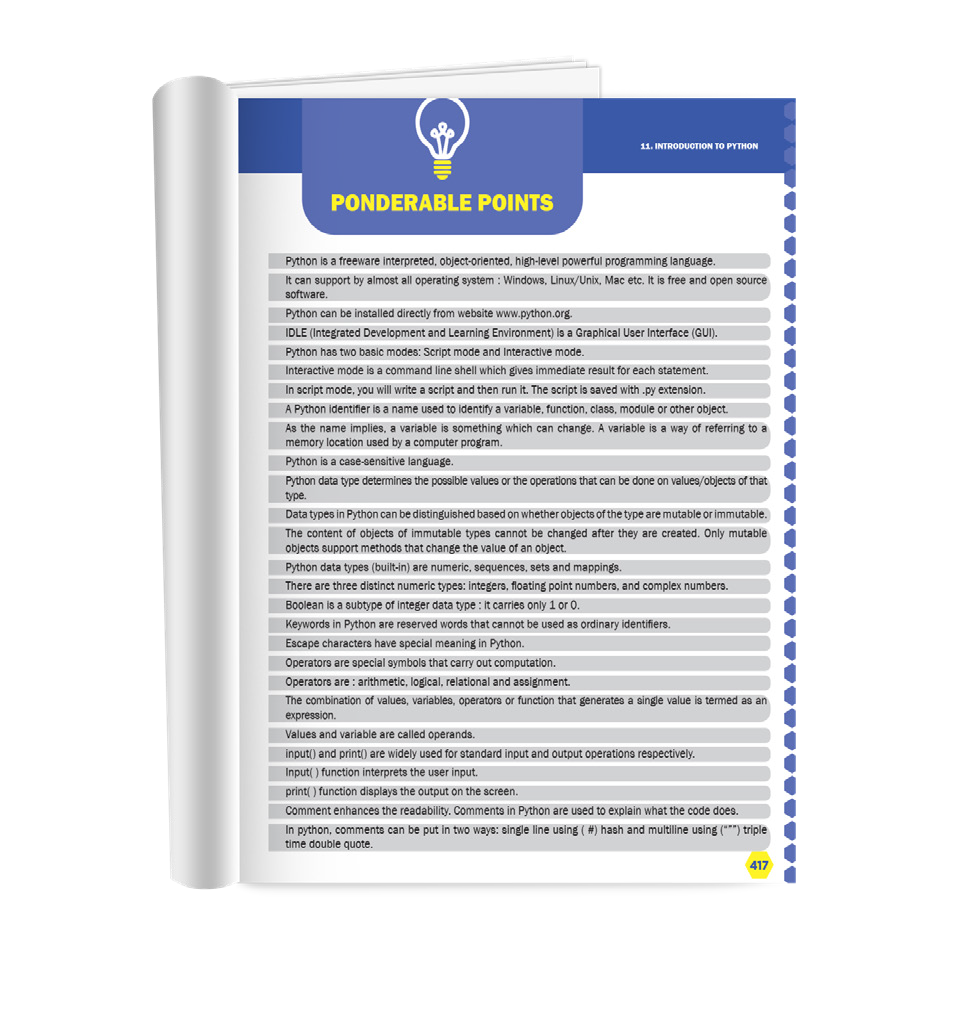 11. INTRODUCTION TO PYTHON
PONDERABLE POINTS
Python is a freeware interpreted, object-oriented, high-level powerful programming language.
It can support by almost all operating system : Windows, Linux/Unix, Mac etc. It is free and open source
software.
Python can be installed directly from website www.python.org.
IDLE (Integrated Development and Learning Environment) is a Graphical User Interface (GUI).
Python has two basic modes: Script mode and Interactive mode.
Interactive mode is a command line shell which gives immediate result for each statement.
In script mode, you will write a script and then run it. The script is saved with .py extension.
A Python identifier is a name used to identify a variable, function, class, module or other object.
As the name implies, a variable is something which can change. A variable is a way of referring to a
memory location used by a computer program.
Python is a case-sensitive language.
Python data type determines the possible values or the operations that can be done on values/objects of that
type.
Data types in Python can be distinguished based on whether objects of the type are mutable or immutable.
The content of objects of immutable types cannot be changed after they are created. Only mutable
objects support methods that change the value of an object.
Python data types (built-in) are numeric, sequences, sets and mappings.
There are three distinct numeric types: integers, floating point numbers, and complex numbers.
Boolean is a subtype of integer data type : it carries only 1 or 0.
Keywords in Python are reserved words that cannot be used as ordinary identifiers.
Escape characters have special meaning in Python.
Operators are special symbols that carry out computation.
Operators are : arithmetic, logical, relational and assignment.
The combination of values, variables, operators or function that generates a single value is termed as an
expression.
Values and variable are called operands.
input() and print() are widely used for standard input and output operations respectively.
Input( ) function interprets the user input.
print( ) function displays the output on the screen.
Comment enhances the readability. Comments in Python are used to explain what the code does.
In python, comments can be put in two ways: single line using ( #) hash and multiline using (“””) triple
time double quote.
417